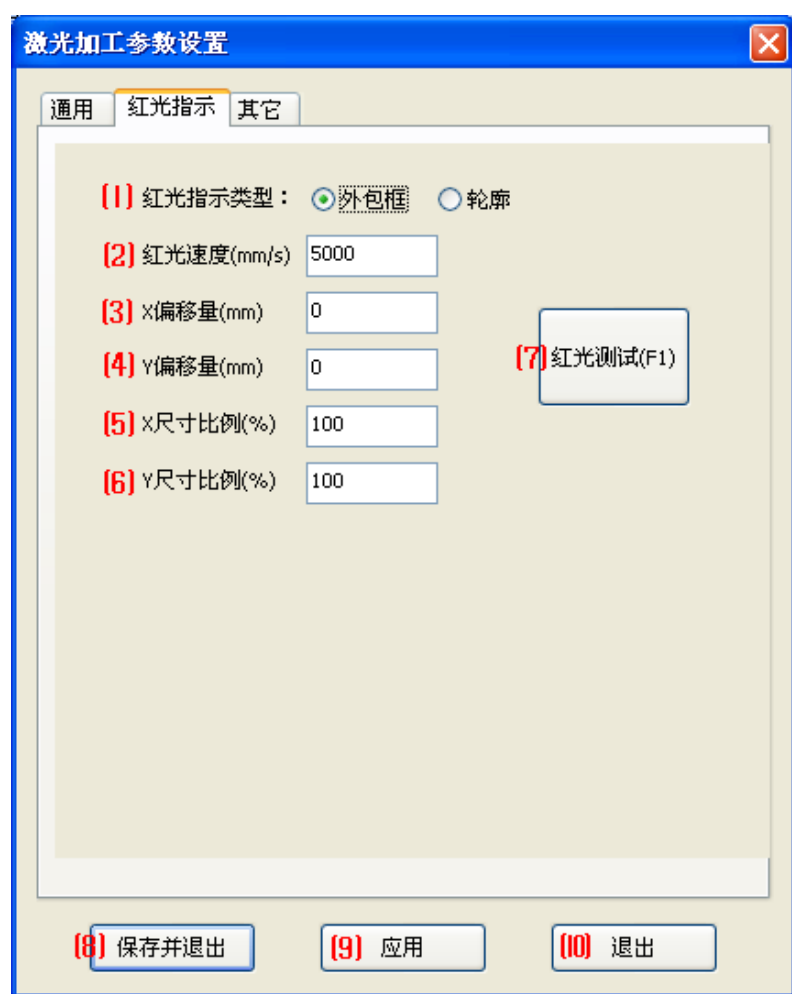 激光加工参数设置
通用 红光指示 其它
(1) 红光指示类型： 外包框 轮廓
(2) 红光速度(mm/s) 5000
(3) X偏移量(mm) 0
(4) Y偏移量(mm) 0
(7) 红光测试(F1)
(5) X尺寸比例(%) 100
(6) Y尺寸比例(%) 100
(8) 保存并退出 (9) 应用 (10) 退出